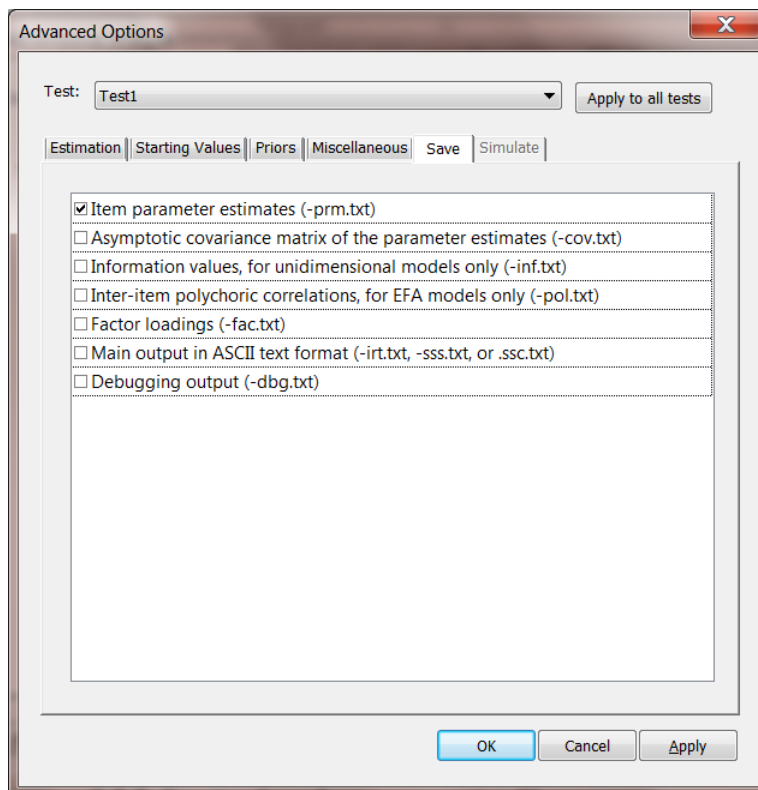 Advanced Options
Test: Test1 Apply to all tests
Estimation Starting Values Priors Miscellaneous Save Simulate
Item parameter estimates (-prm.txt)
Asymptotic covariance matrix of the parameter estimates (-cov.txt)
Information values, for unidimensional models only (-inf.txt)
Inter-item polychoric correlations, for EFA models only (-pol.txt)
Factor loadings (-fac.txt)
Main output in ASCII text format (-irt.txt, -sss.txt, or .ssc.txt)
Debugging output (-dbg.txt)
OK Cancel Apply